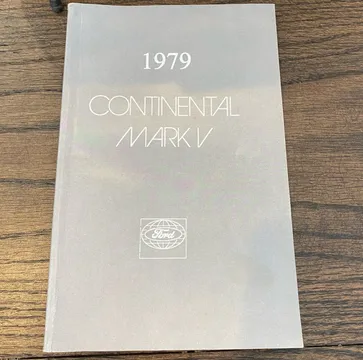 1979
CONTINENTAL
MARK V
Ford